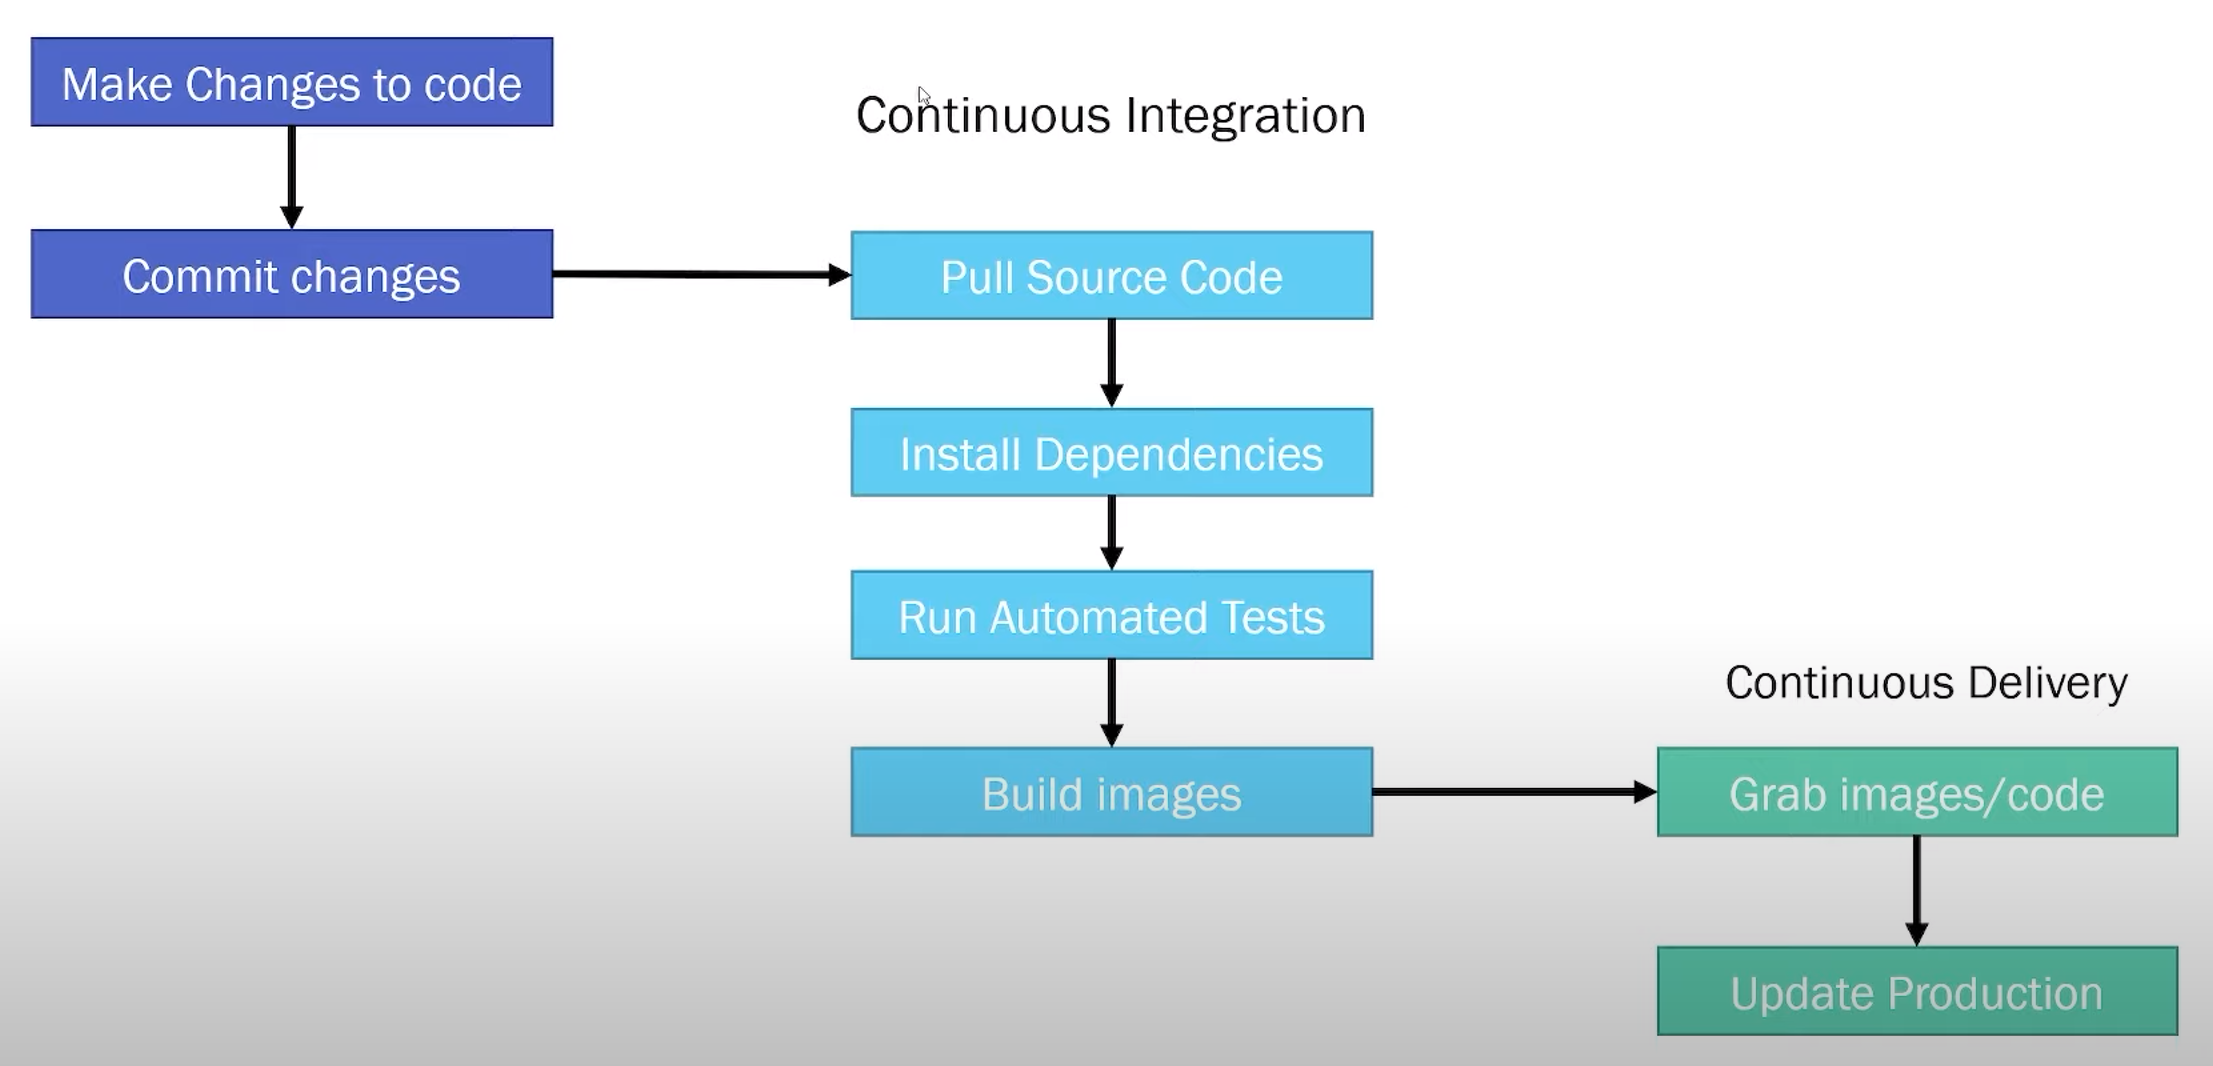 Make Changes to code
Commit changes
Continuous Integration
Pull Source Code
Install Dependencies
Run Automated Tests
Build images
Continuous Delivery
Grab images/code
Update Production